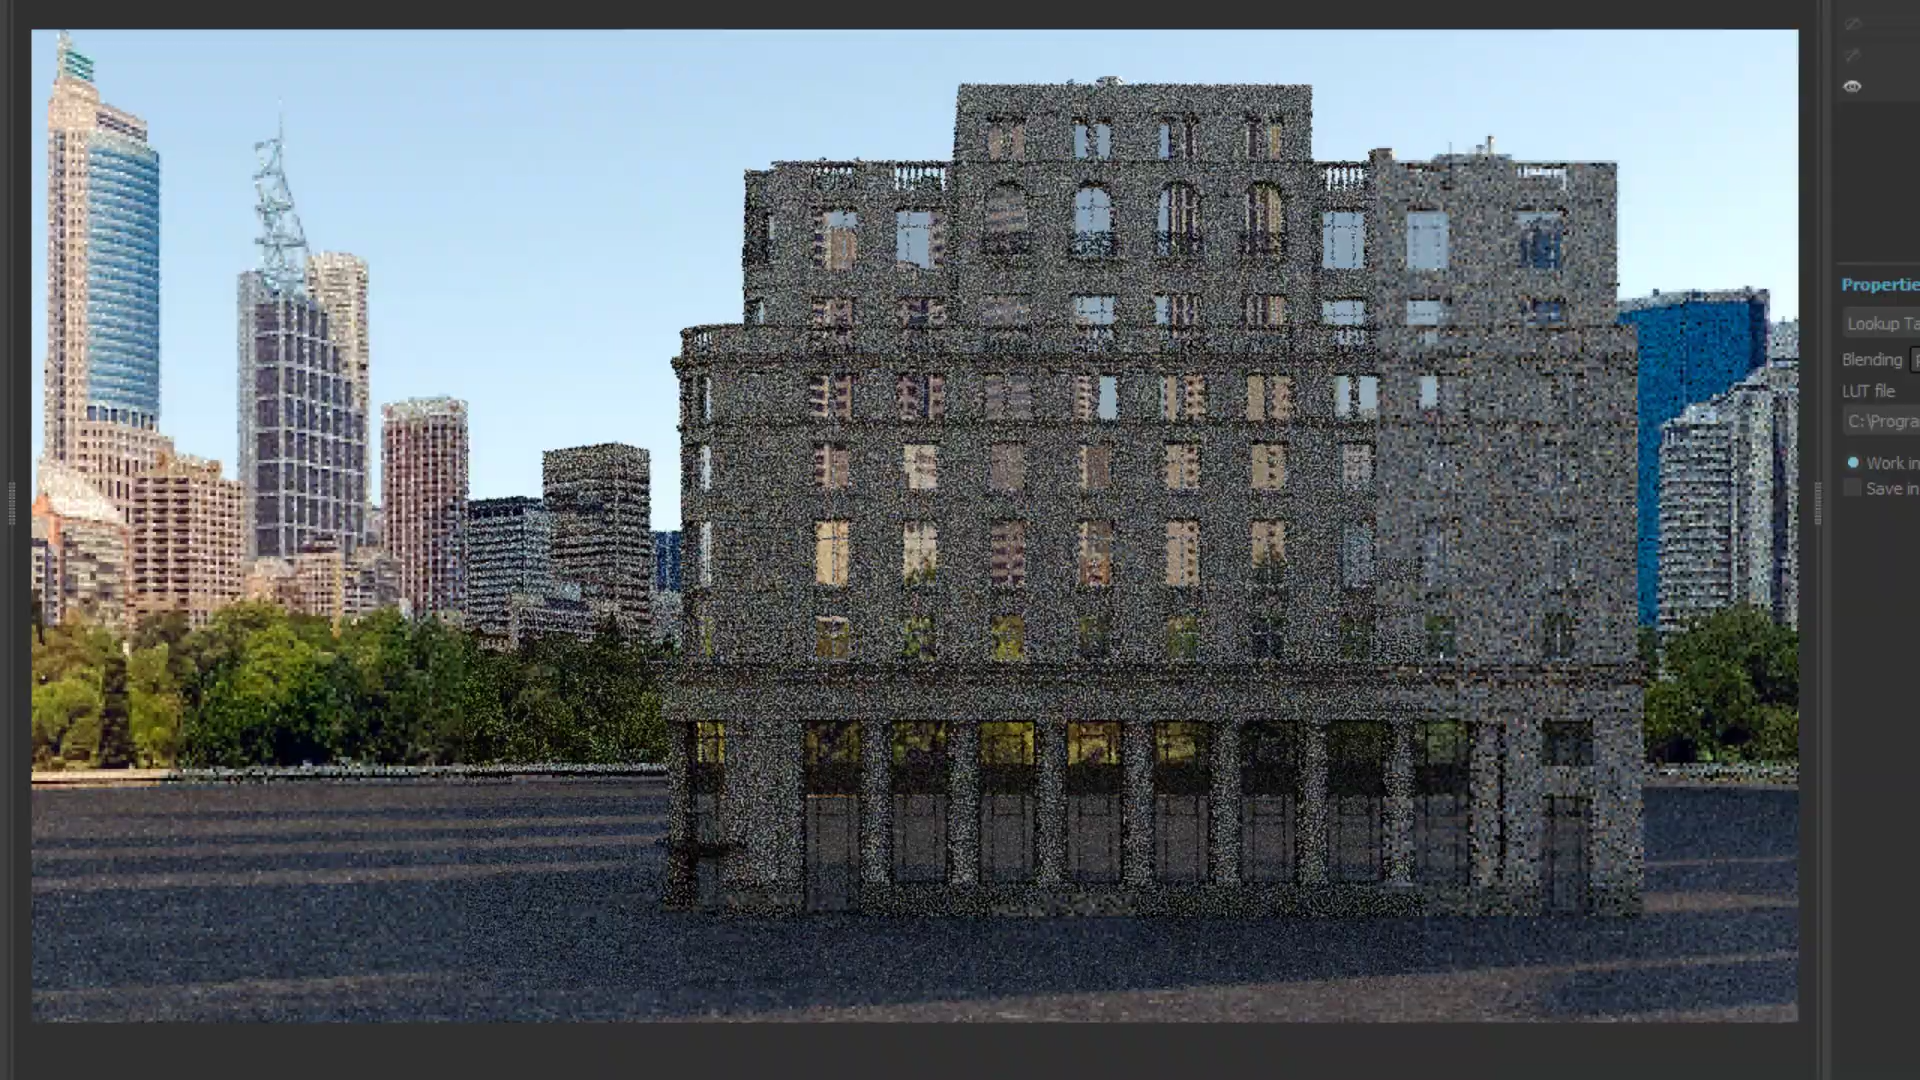 Propertie
Lookup Ta
Blending
LUT file
C:\Progra
Work in
Save in